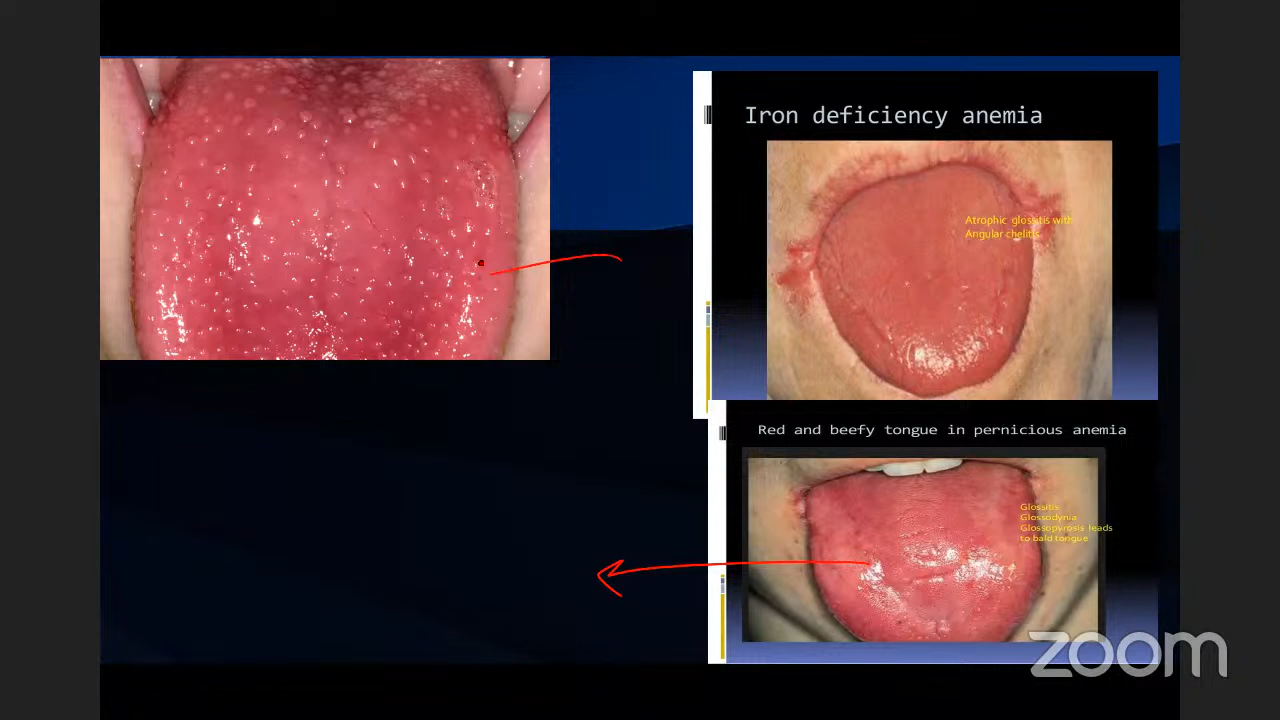 Iron deficiency anemia
Atrophic glossitis with
Angular chelitis
Red and beefy tongue in pernicious anemia
Glossitis
Glossodynia
Glossopyrosis leads
to bald tongue
zoom